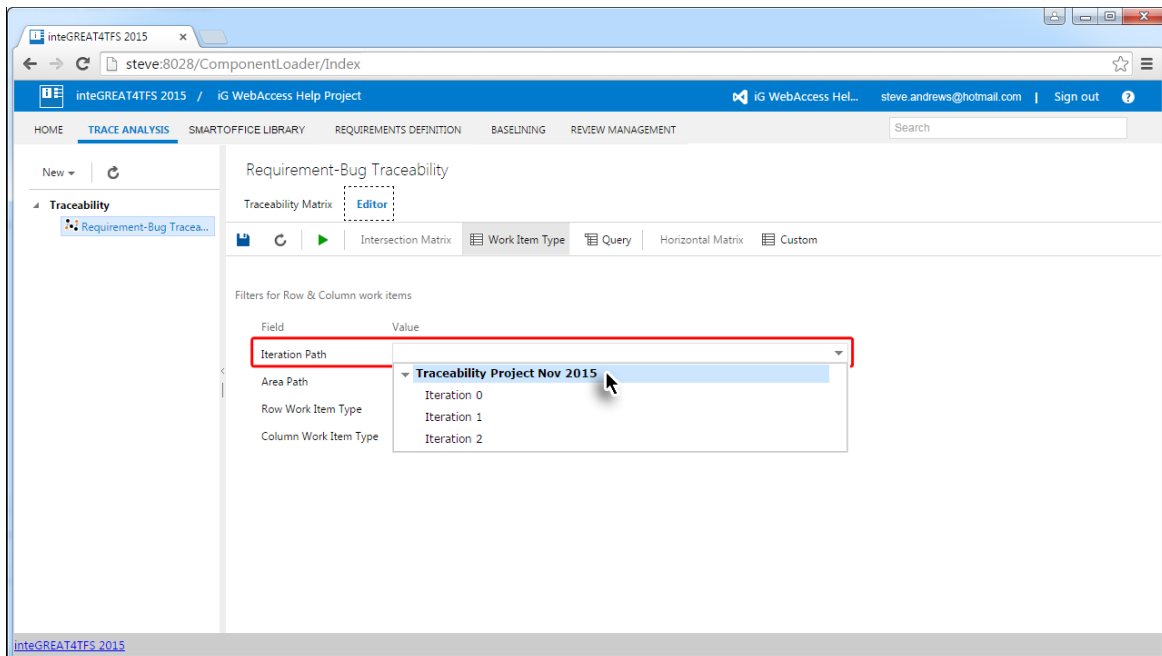 inteGREAT4TFS 2015 ×
steve:8028/ComponentLoader/Index
inteGREAT4TFS 2015 / iG WebAccess Help Project iG WebAccess Hel... steve.andrews@hotmail.com | Sign out ?
HOME TRACE ANALYSIS SMARTOFFICE LIBRARY REQUIREMENTS DEFINITION BASELINING REVIEW MANAGEMENT Search
New
Requirement-Bug Traceability
Traceability
Traceability Matrix Editor
Requirement-Bug Tracea...
Intersection Matrix Work Item Type Query Horizontal Matrix Custom
Filters for Row & Column work items
Field Value
Iteration Path
Traceability Project Nov 2015
Area Path
Iteration 0
Row Work Item Type
Iteration 1
Column Work Item Type
Iteration 2
inteGREAT4TFS 2015